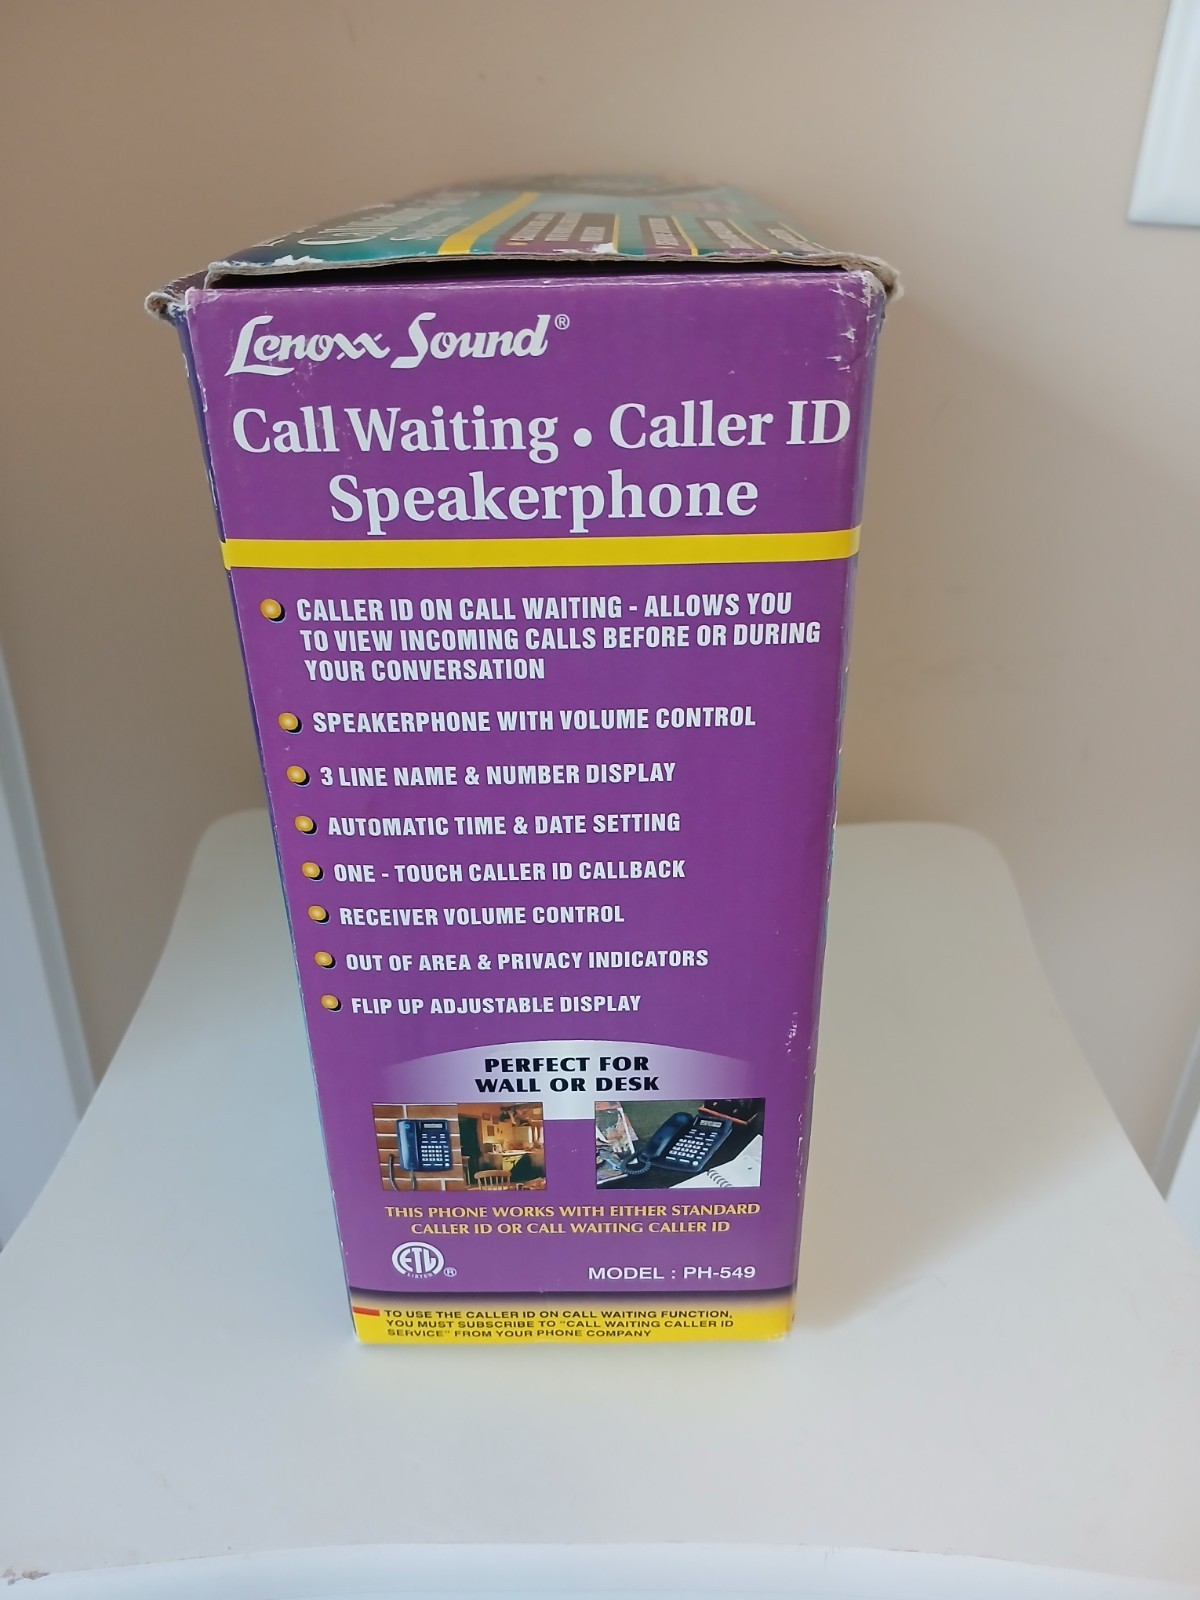 Lenoxx Sound®
Call Waiting • Caller ID
Speakerphone
CALLER ID ON CALL WAITING - ALLOWS YOU
TO VIEW INCOMING CALLS BEFORE OR DURING
YOUR CONVERSATION
SPEAKERPHONE WITH VOLUME CONTROL
3 LINE NAME & NUMBER DISPLAY
AUTOMATIC TIME & DATE SETTING
ONE - TOUCH CALLER ID CALLBACK
RECEIVER VOLUME CONTROL
OUT OF AREA & PRIVACY INDICATORS
FLIP UP ADJUSTABLE DISPLAY
PERFECT FOR
WALL OR DESK
THIS PHONE WORKS WITH EITHER STANDARD
CALLER ID OR CALL WAITING CALLER ID
ETL
LISTED ®
MODEL : PH-549
TO USE THE CALLER ID ON CALL WAITING FUNCTION,
YOU MUST SUBSCRIBE TO "CALL WAITING CALLER ID
SERVICE" FROM YOUR PHONE COMPANY